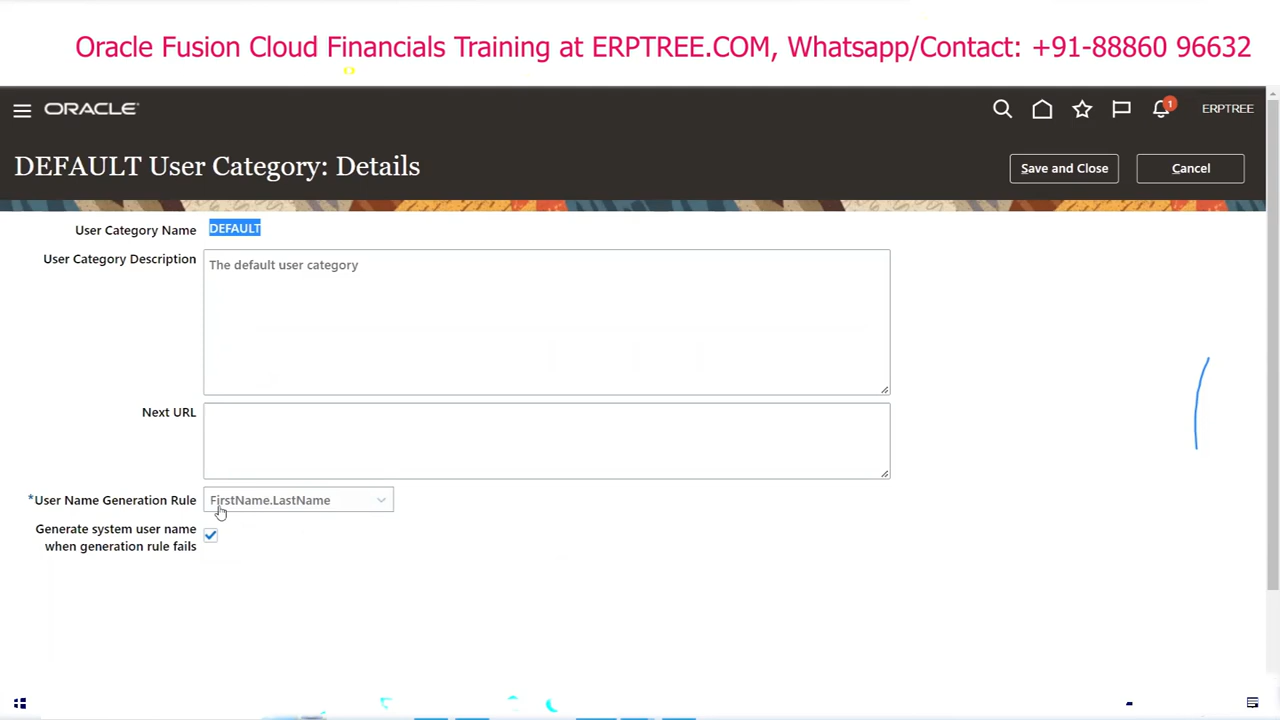 Oracle Fusion Cloud Financials Training at ERPTREE.COM, Whatsapp/Contact: +91-88860 96632
ORACLE
1
ERPTREE
DEFAULT User Category: Details
Save and Close
Cancel
User Category Name
DEFAULT
User Category Description
The default user category
Next URL
*User Name Generation Rule
FirstName.LastName
Generate system user name
when generation rule fails